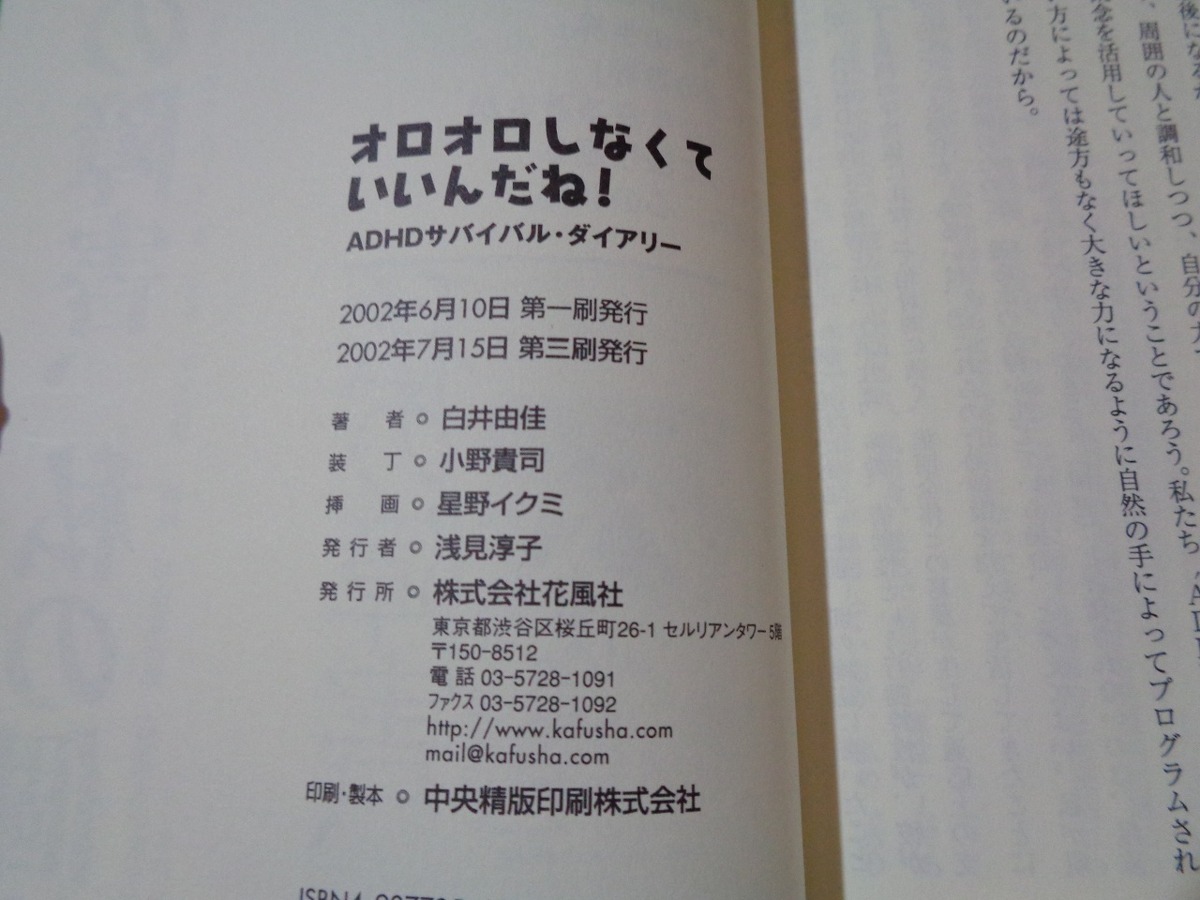 オロオロしなくて
いいんだね!
ADHDサバイバル・ダイアリー
2002年6月10日 第一刷発行
2002年7月15日 第三刷発行
著者 白井由佳
装丁 小野貴司
挿画 星野イクミ
発行者 浅見淳子
発行所 株式会社花風社
東京都渋谷区桜丘町26-1 セルリアンタワー5階
〒150-8512
電話 03-5728-1091
ファクス 03-5728-1092
http://www.kafusha.com
mail@kafusha.com
印刷・製本 中央精版印刷株式会社
ISBN4
後になるか
、周囲の人と調和しつつ、自分の
念を活用していってほしいということであろう。私たち
方によっては途方もなく大きな力になるように自然の手によってプログラムされ
いるのだから。